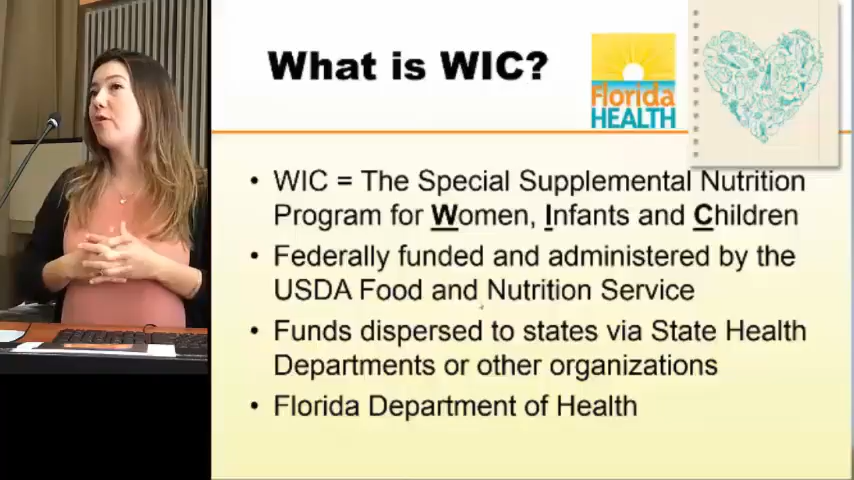 What is WIC?
Florida
HEALTH
• WIC = The Special Supplemental Nutrition
Program for Women, Infants and Children
• Federally funded and administered by the
USDA Food and Nutrition Service
• Funds dispersed to states via State Health
Departments or other organizations
• Florida Department of Health